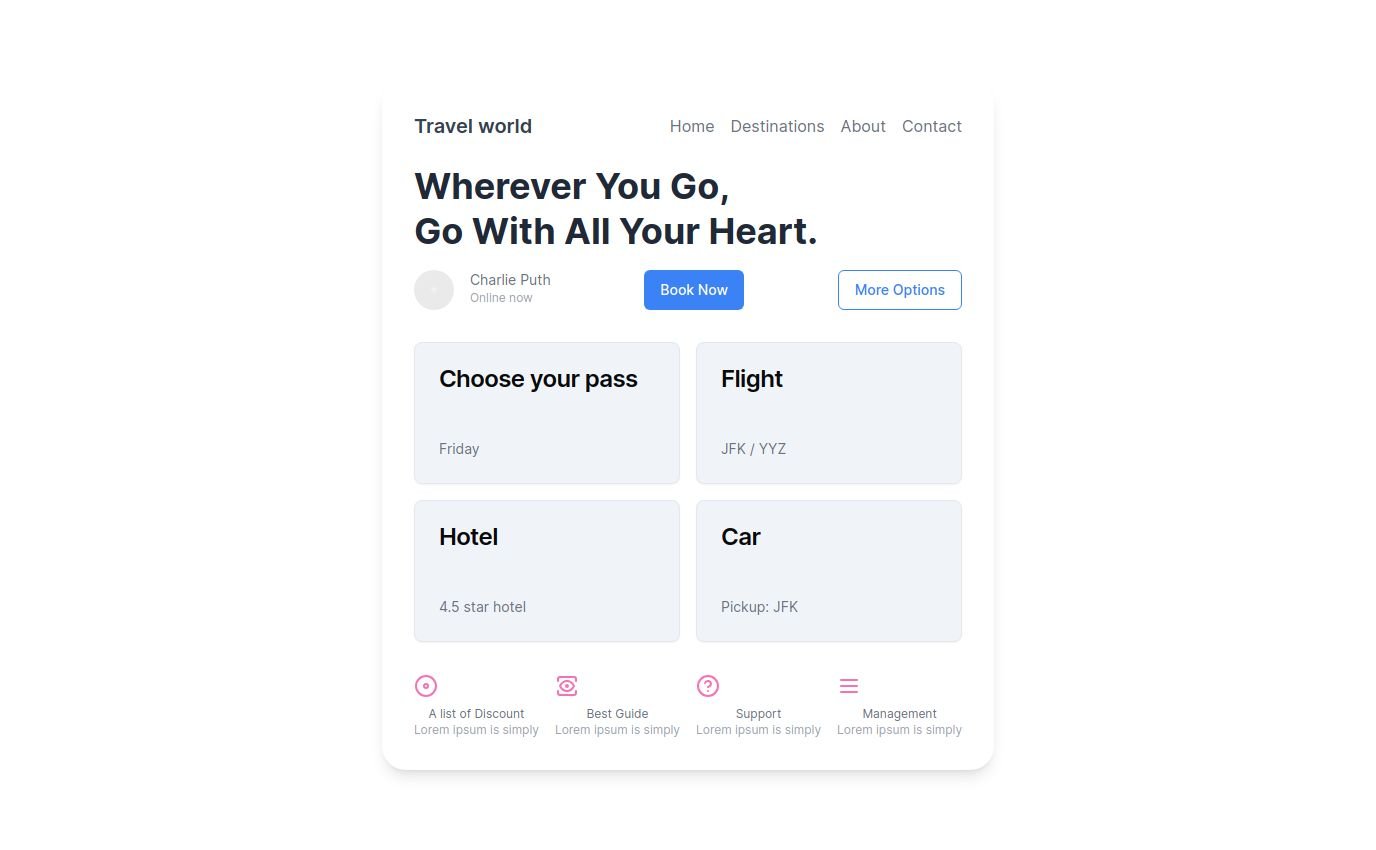 Travel world
Home Destinations About Contact
Wherever You Go,
Go With All Your Heart.
Charlie Puth
Online now
Book Now
More Options
Choose your pass
Friday
Flight
JFK / YYZ
Hotel
4.5 star hotel
Car
Pickup: JFK
A list of Discount
Lorem ipsum is simply
Best Guide
Lorem ipsum is simply
Support
Lorem ipsum is simply
Management
Lorem ipsum is simply